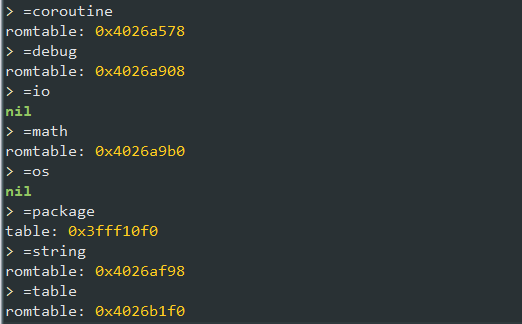 > =coroutine
romtable: 0x4026a578
> =debug
romtable: 0x4026a908
> =io
nil
> =math
romtable: 0x4026a9b0
> =os
nil
> =package
table: 0x3fff10f0
> =string
romtable: 0x4026af98
> =table
romtable: 0x4026b1f0